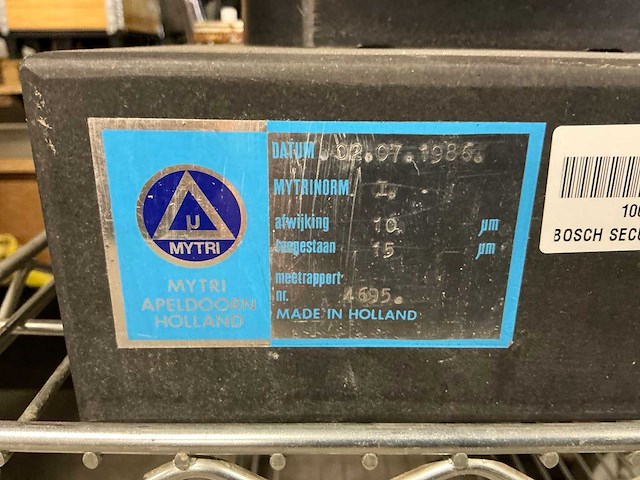 μ
MYTRI
MYTRI
APELDOORN
HOLLAND
DATUM .02.07.1986.
MYTRINORM I.
afwijking 10 µm
toegestaan 15 µm
meetrapport
nr. 4695.
MADE IN HOLLAND
BOSCH SECU